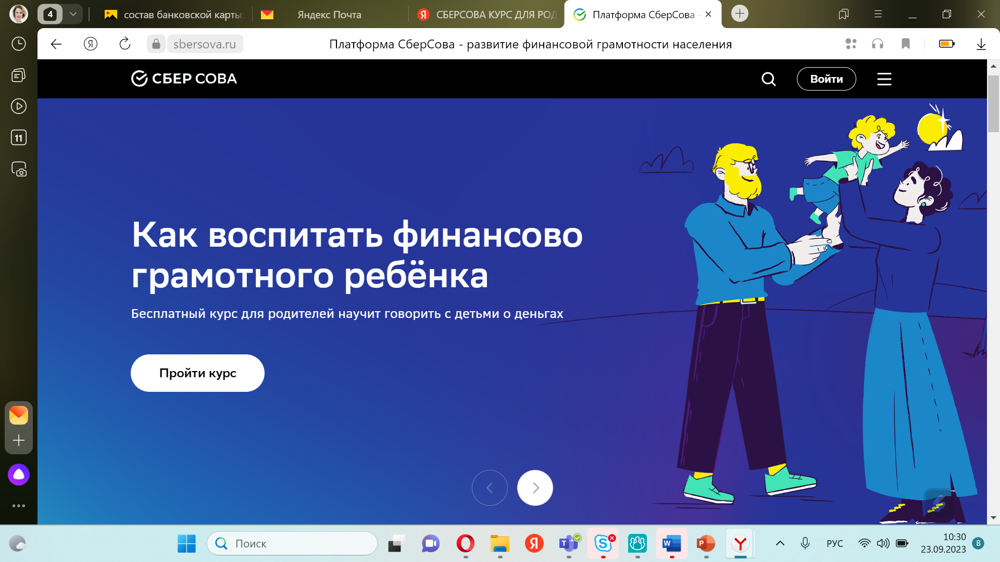 4
состав банковской карты:
Яндекс Почта
Я
СБЕРСОВА КУРС ДЛЯ РОД
Платформа СберСова -
Я
sbersova.ru
Платформа СберСова - развитие финансовой грамотности населения
11
СБЕР СОВА
Войти
Как воспитать финансово
грамотного ребёнка
Бесплатный курс для родителей научит говорить с детьми о деньгах
Пройти курс
Поиск
Я
T
S
W
P
Y
РУС
10:30
23.09.2023
8